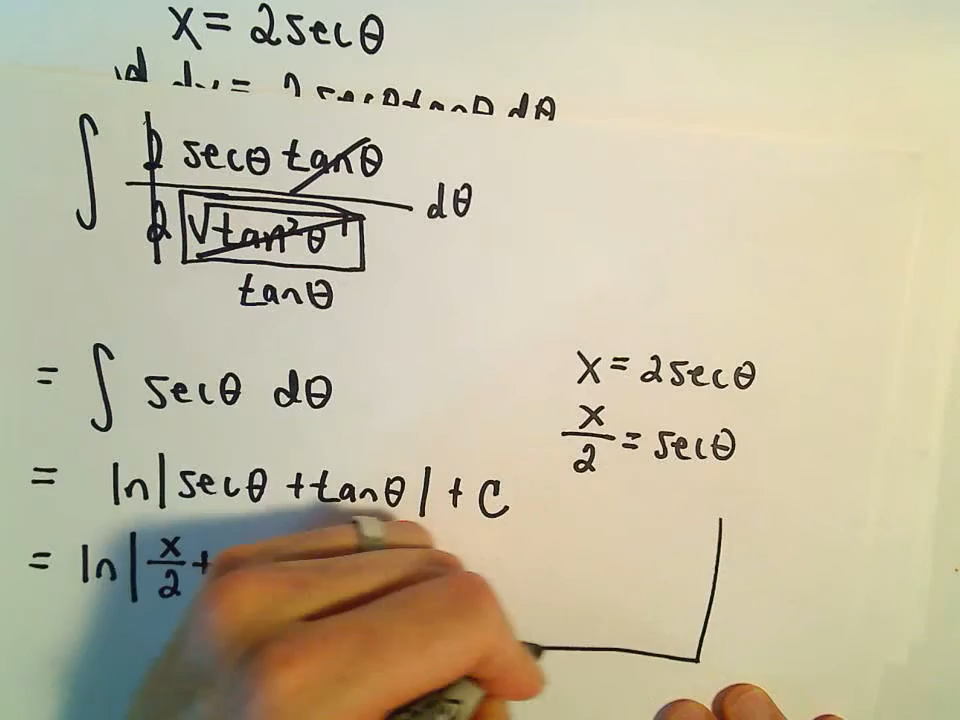 x = 2secθ
∫ 2 secθ tanθ / 2 √tan²θ dθ
tanθ
= ∫ secθ dθ
x = 2secθ
x/2 = secθ
= ln|secθ + tanθ| + C
= ln|x/2 +